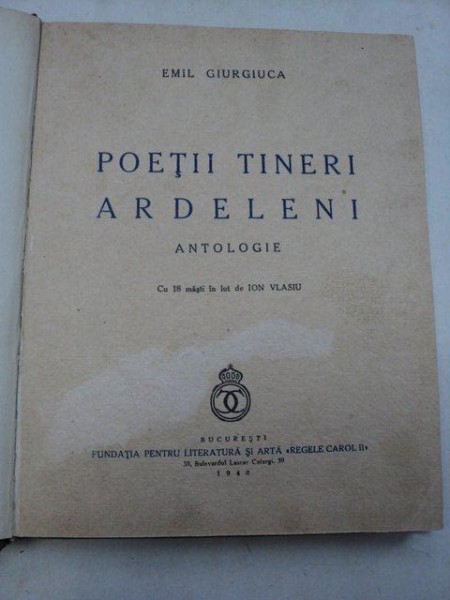 EMIL GIURGIUCA
POEŢII TINERI
ARDELENI
ANTOLOGIE
Cu 18 măşti în lut de ION VLASIU
BUCUREŞTI
FUNDAŢIA PENTRU LITERATURĂ ŞI ARTĂ «REGELE CAROL II»
39, Bulevardul Lascar Catargi, 39
1940